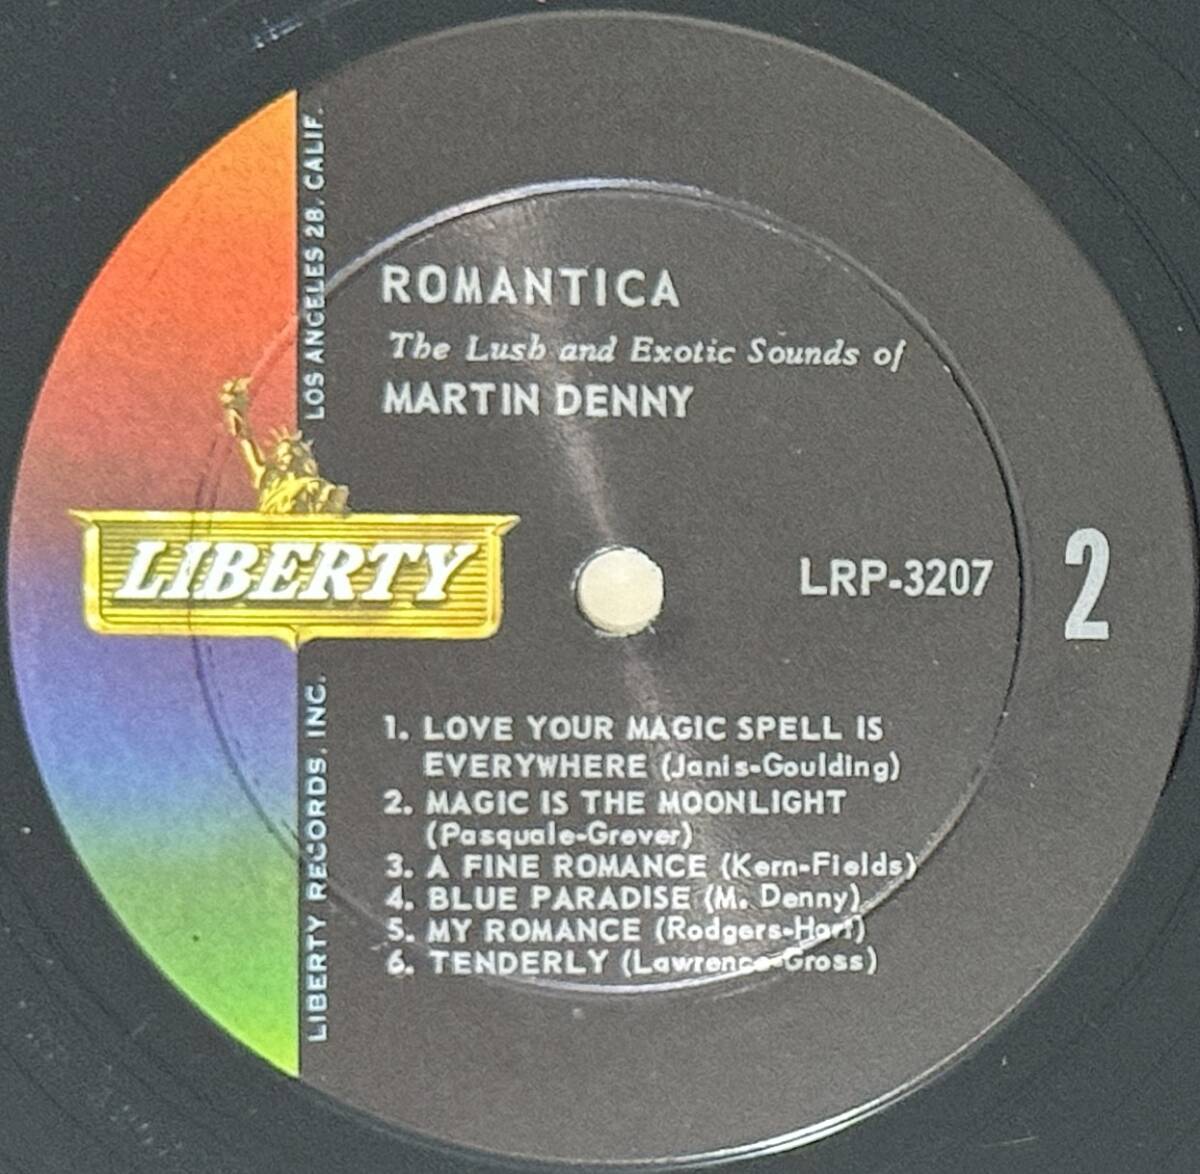 ROMANTICA
The Lush and Exotic Sounds of
MARTIN DENNY
LIBERTY
LRP-3207
2
LIBERTY RECORDS, INC.
LOS ANGELES 28, CALIF.
1. LOVE YOUR MAGIC SPELL IS
EVERYWHERE (Janis-Goulding)
2. MAGIC IS THE MOONLIGHT
(Pasquale-Grever)
3. A FINE ROMANCE (Kern-Fields)
4. BLUE PARADISE (M. Denny)
5. MY ROMANCE (Rodgers-Hart)
6. TENDERLY (Lawrence-Gross)